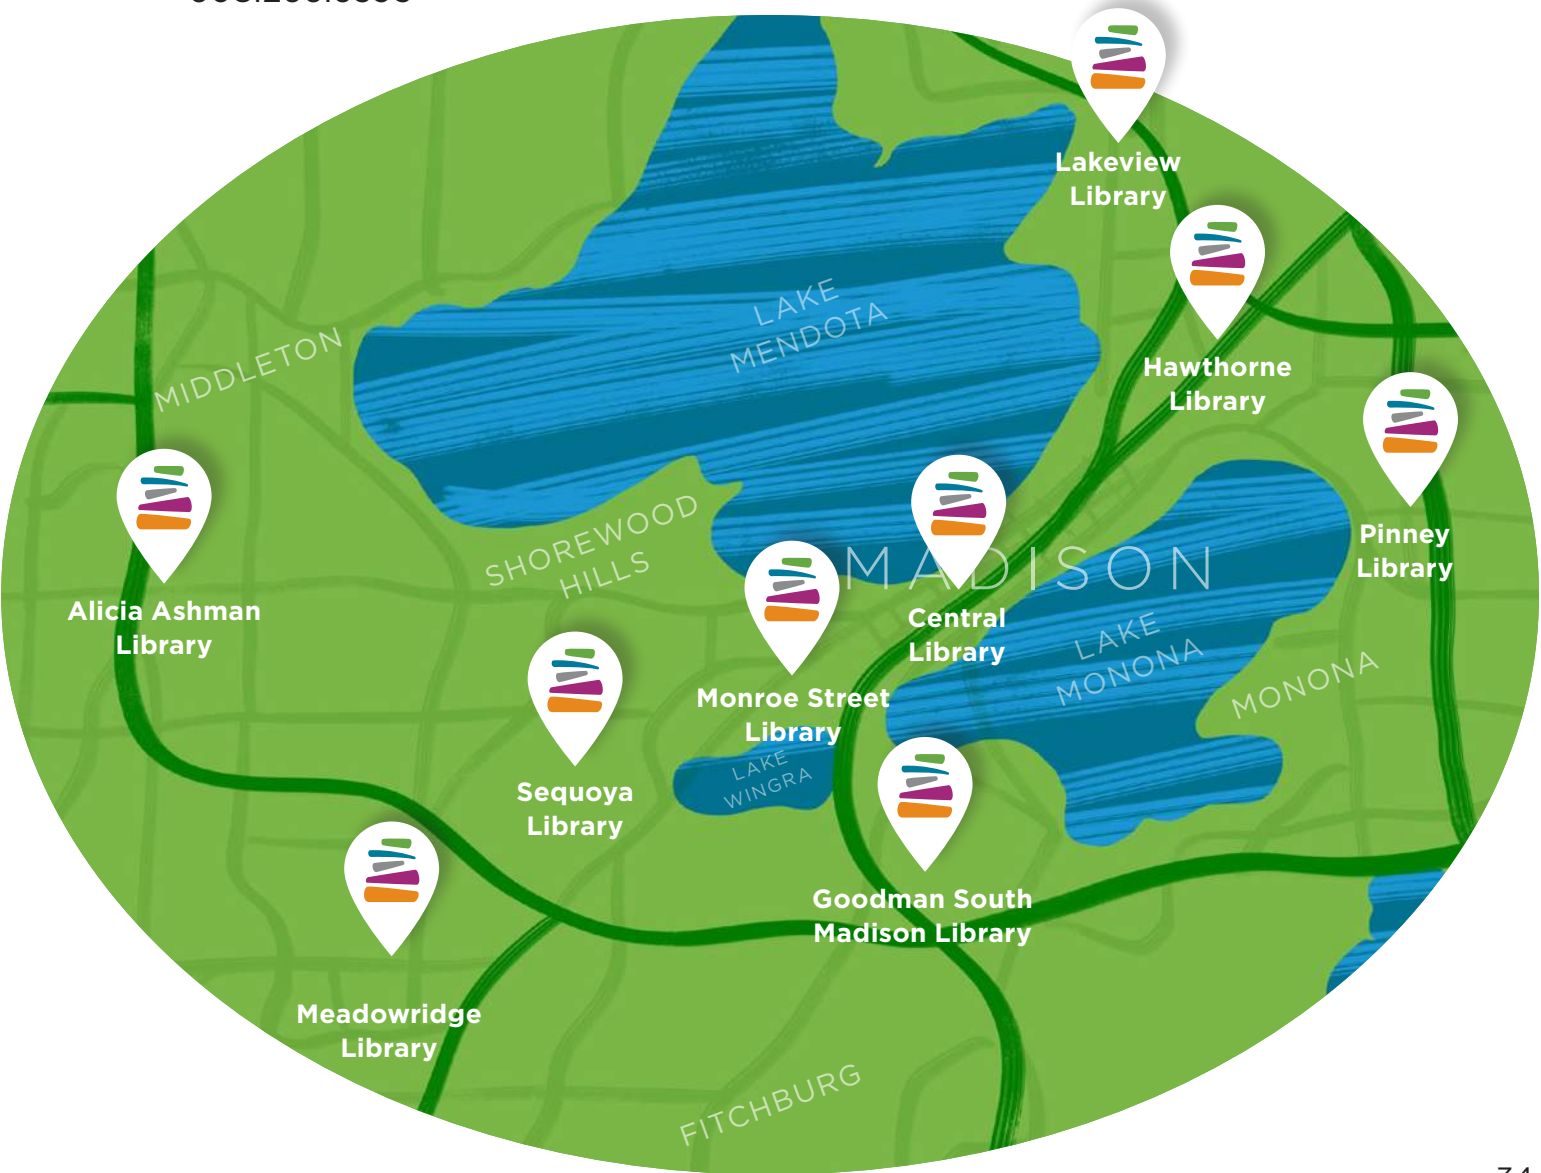 Lakeview
Library
LAKE
MENDOTA
Hawthorne
Library
MIDDLETON
Pinney
Library
SHOREWOOD
HILLS
MADISON
Alicia Ashman
Library
Central
Library
LAKE
MONONA
MONONA
Monroe Street
Library
LAKE
WINGRA
Sequoya
Library
Goodman South
Madison Library
Meadowridge
Library
FITCHBURG